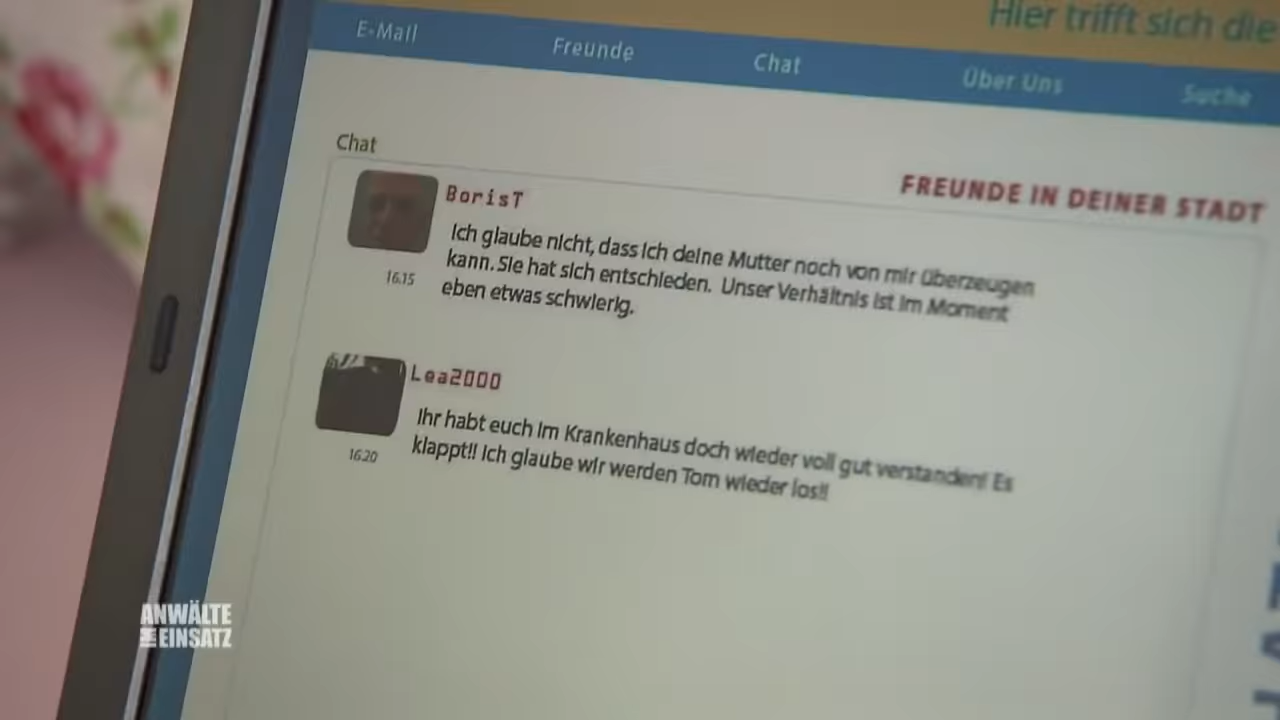 Hier trifft sich die
E-Mail Freunde Chat Über Uns Suche
Chat
FREUNDE IN DEINER STADT
BorisT
Ich glaube nicht, dass ich deine Mutter noch von mir überzeugen
kann. Sie hat sich entschieden. Unser Verhältnis ist im Moment
16.15
eben etwas schwierig.
Lea2000
Ihr habt euch im Krankenhaus doch wieder voll gut verstanden! Es
klappt!! Ich glaube wir werden Tom wieder los!!
16.20
ANWÄLTE
IM EINSATZ